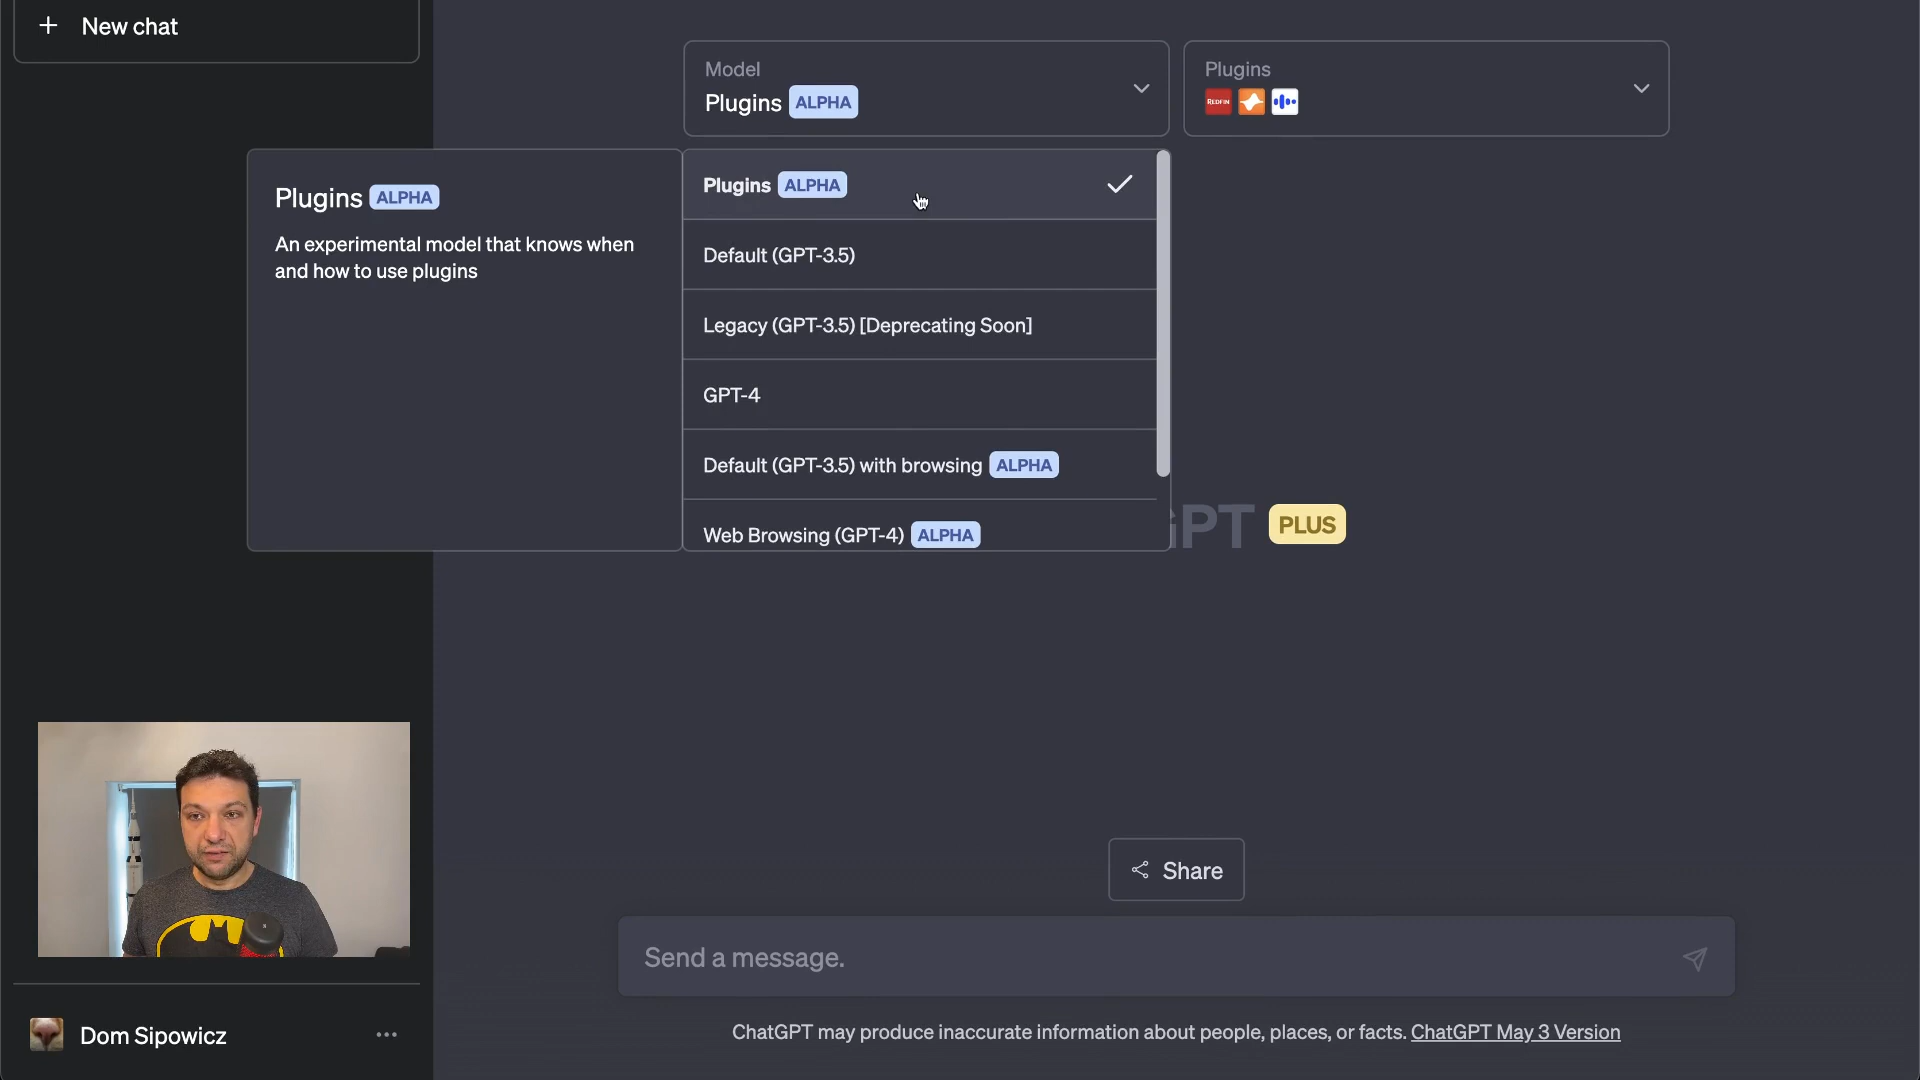 New chat
Model
Plugins ALPHA
Plugins
REDFIN
Plugins ALPHA
An experimental model that knows when
and how to use plugins
Plugins ALPHA
Default (GPT-3.5)
Legacy (GPT-3.5) [Deprecating Soon]
GPT-4
Default (GPT-3.5) with browsing ALPHA
Web Browsing (GPT-4) ALPHA
GPT PLUS
Share
Send a message.
Dom Sipowicz
ChatGPT may produce inaccurate information about people, places, or facts. ChatGPT May 3 Version